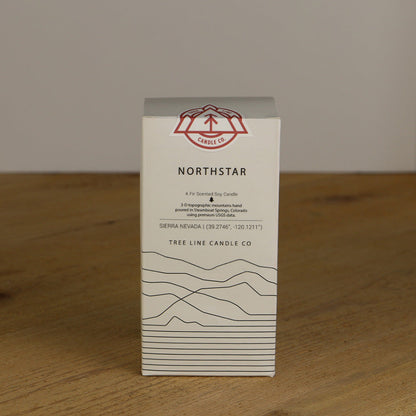 CANDLE CO.
NORTHSTAR
A Fir Scented Soy Candle
3-D topographic mountains hand
poured in Steamboat Springs, Colorado
using premium USGS data.
SIERRA NEVADA | (39.2746°, -120.1211°)
TREE LINE CANDLE CO